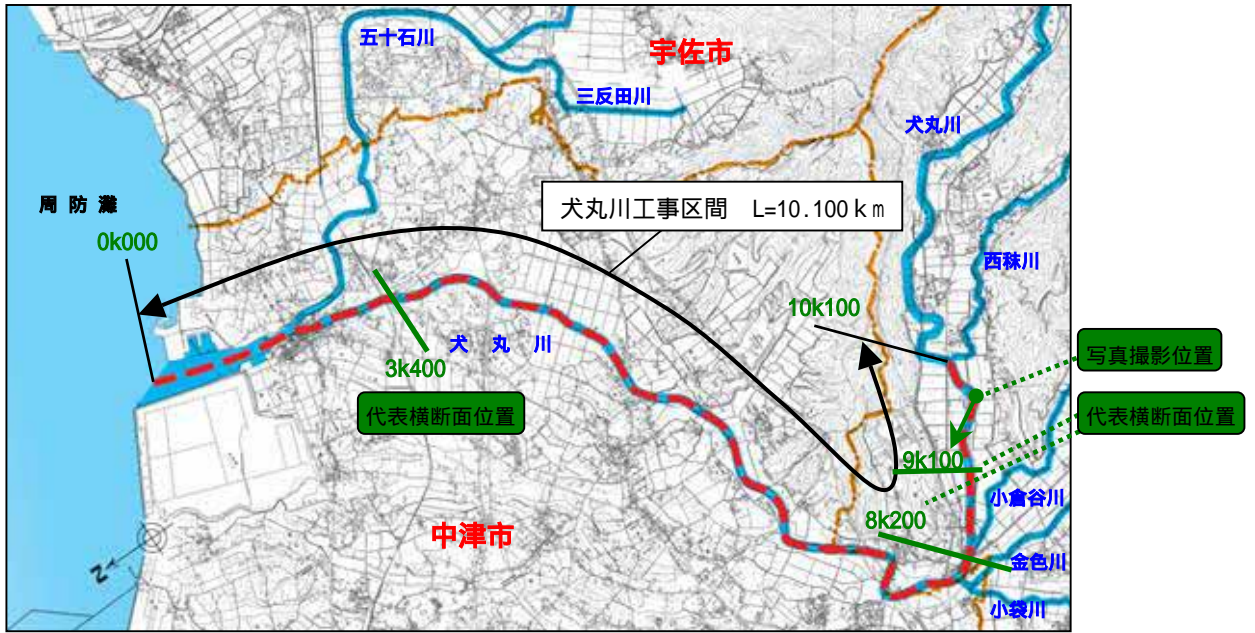 五十石川
宇佐市
三反田川
犬丸川
周防灘
0k000
犬丸川工事区間 L=10.100km
西秣川
10k100
犬丸川
3k400
代表横断面位置
写真撮影位置
代表横断面位置
9k100
小倉谷川
8k200
中津市
金色川
小袋川
N